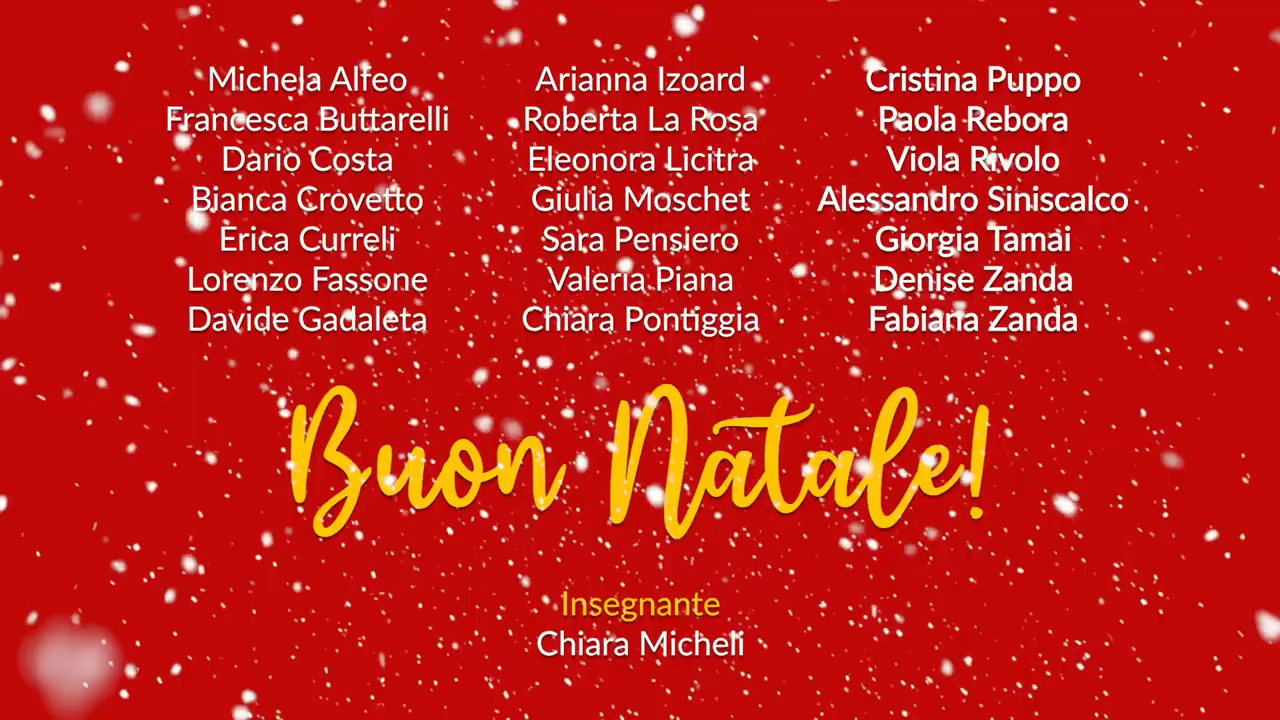 Michela Alfeo
Francesca Buttarelli
Dario Costa
Bianca Crovetto
Erica Curreli
Lorenzo Fassone
Davide Gadaleta
Arianna Izoard
Roberta La Rosa
Eleonora Licitra
Giulia Moschet
Sara Pensiero
Valeria Piana
Chiara Pontiggia
Cristina Puppo
Paola Rebora
Viola Rivolo
Alessandro Siniscalco
Giorgia Tamai
Denise Zanda
Fabiana Zanda
Buon Natale!
Insegnante
Chiara Micheli